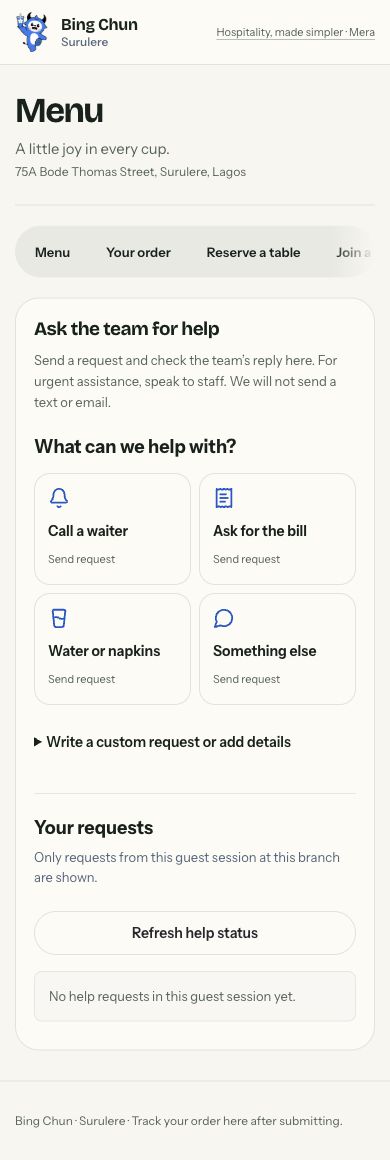 Bing Chun
Surulere
Hospitality, made simpler · Mera
Menu
A little joy in every cup.
75A Bode Thomas Street, Surulere, Lagos
Menu
Your order
Reserve a table
Join a
Ask the team for help
Send a request and check the team's reply here. For
urgent assistance, speak to staff. We will not send a
text or email.
What can we help with?
Call a waiter
Send request
Ask for the bill
Send request
Water or napkins
Send request
Something else
Send request
Write a custom request or add details
Your requests
Only requests from this guest session at this branch
are shown.
Refresh help status
No help requests in this guest session yet.
Bing Chun · Surulere · Track your order here after submitting.